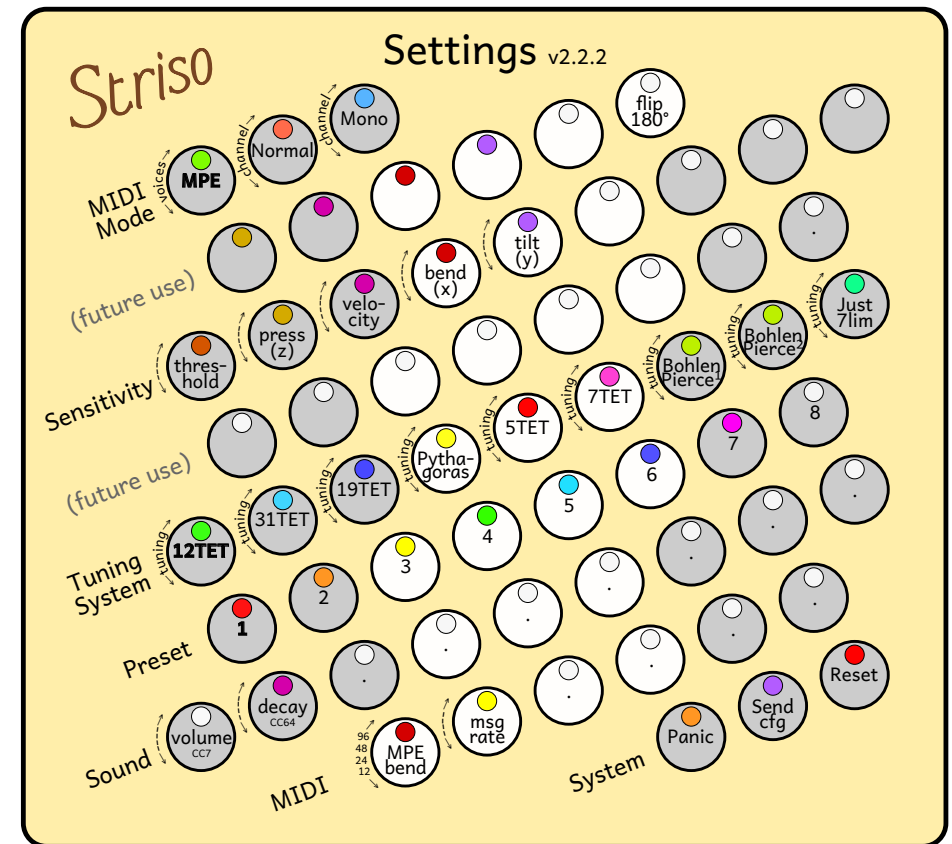 Striso
Settings v2.2.2
MIDI
Mode
voices
MPE
channel
Normal
channel
Mono
flip
180°
(future use)
Sensitivity
thres-
hold
press
(z)
velo-
city
bend
(x)
tilt
(y)
.
(future use)
Tuning
System
tuning
12TET
tuning
31TET
tuning
19TET
tuning
Pytha-
goras
tuning
5TET
tuning
7TET
tuning
Bohlen
Pierce¹
tuning
Bohlen
Pierce²
tuning
Just
7lim
Preset
1
2
3
4
5
6
7
8
Sound
volume
CC7
decay
CC64
.
.
.
.
.
.
.
MIDI
96
48
24
12
MPE
bend
msg
rate
.
.
.
.
System
Panic
Send
cfg
Reset